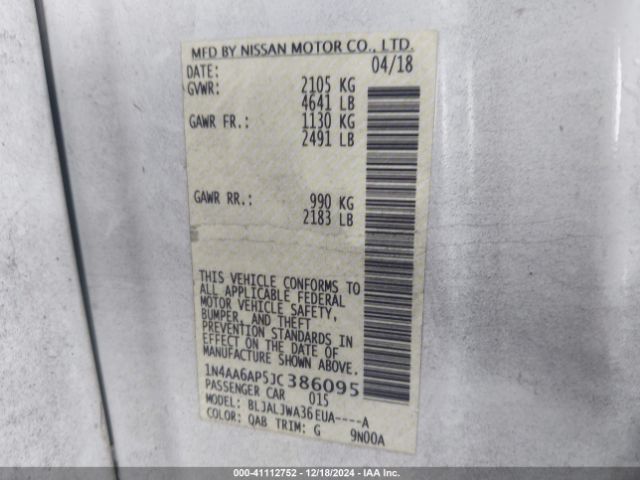 MFD BY NISSAN MOTOR CO., LTD.
DATE: 04/18
GVWR: 2105 KG
4641 LB
GAWR FR.: 1130 KG
2491 LB
GAWR RR.: 990 KG
2183 LB
THIS VEHICLE CONFORMS TO
ALL APPLICABLE FEDERAL
MOTOR VEHICLE SAFETY,
BUMPER, AND THEFT
PREVENTION STANDARDS IN
EFFECT ON THE DATE OF
MANUFACTURE SHOWN ABOVE.
1N4AA6AP5JC386095
PASSENGER CAR 015
MODEL: BLJALJWA36EUA----A
COLOR: QAB TRIM: G 9N00A
000-41112752 - 12/18/2024 - IAA Inc.